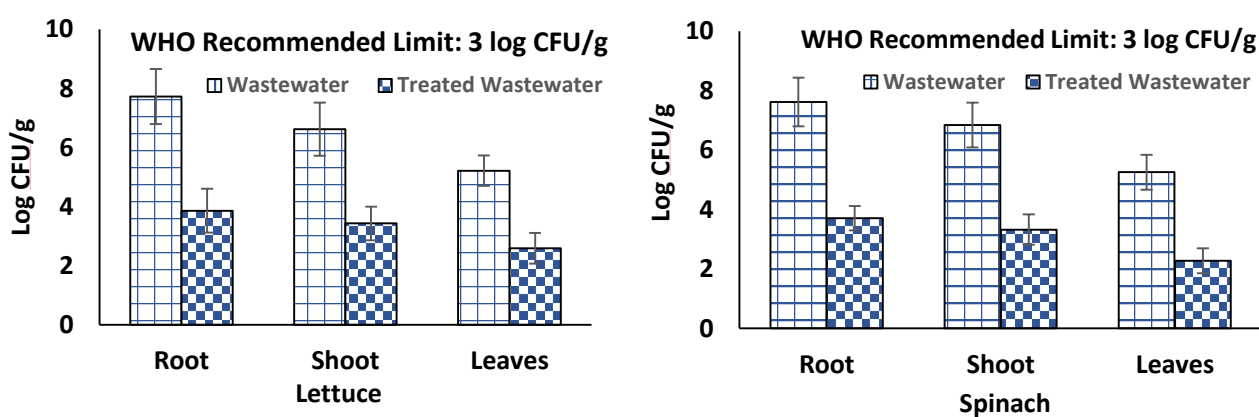 WHO Recommended Limit: 3 log CFU/g
Wastewater Treated Wastewater
Log CFU/g
10
8
6
4
2
0
Root Shoot Leaves
Lettuce
WHO Recommended Limit: 3 log CFU/g
Wastewater Treated Wastewater
Log CFU/g
10
8
6
4
2
0
Root Shoot Leaves
Spinach